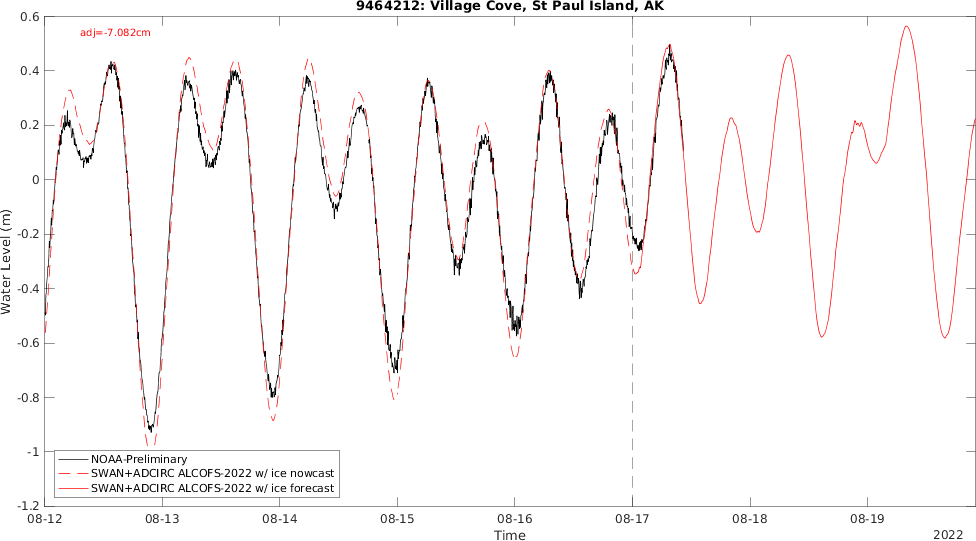 9464212: Village Cove, St Paul Island, AK
adj=-7.082cm
Water Level (m)
0.6
0.4
0.2
0
-0.2
-0.4
-0.6
-0.8
-1
-1.2
NOAA-Preliminary
SWAN+ADCIRC ALCOFS-2022 w/ ice nowcast
SWAN+ADCIRC ALCOFS-2022 w/ ice forecast
08-12 08-13 08-14 08-15 08-16 08-17 08-18 08-19
Time
2022